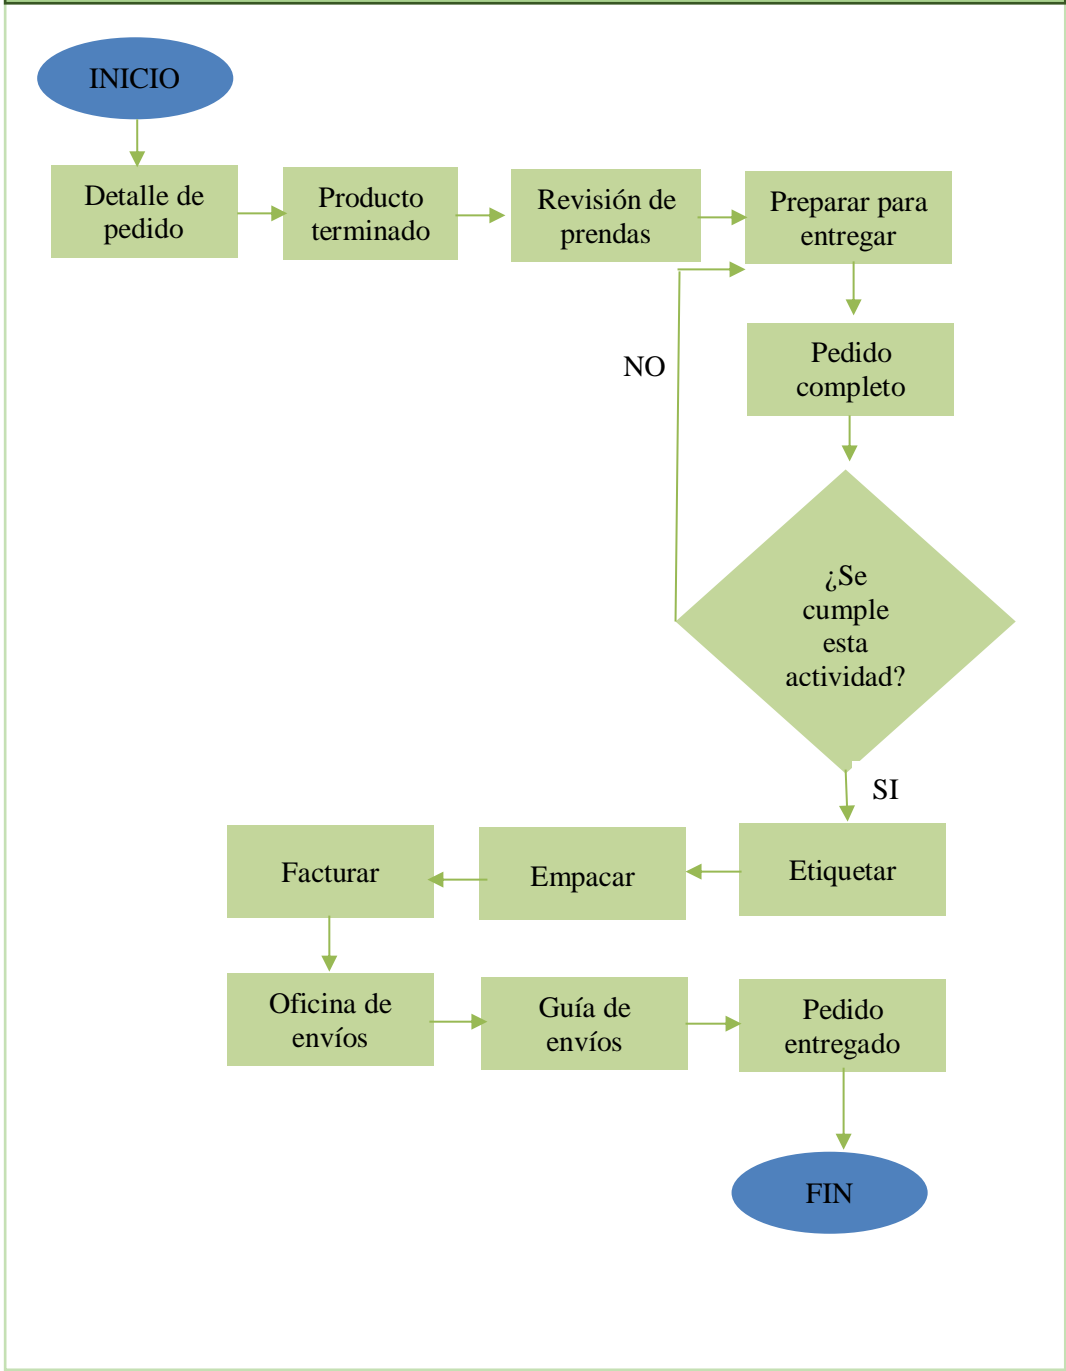 INICIO
Detalle de
pedido
Producto
terminado
Revisión de
prendas
Preparar para
entregar
NO
Pedido
completo
¿Se
cumple
esta
actividad?
SI
Facturar
Empacar
Etiquetar
Oficina de
envíos
Guía de
envíos
Pedido
entregado
FIN